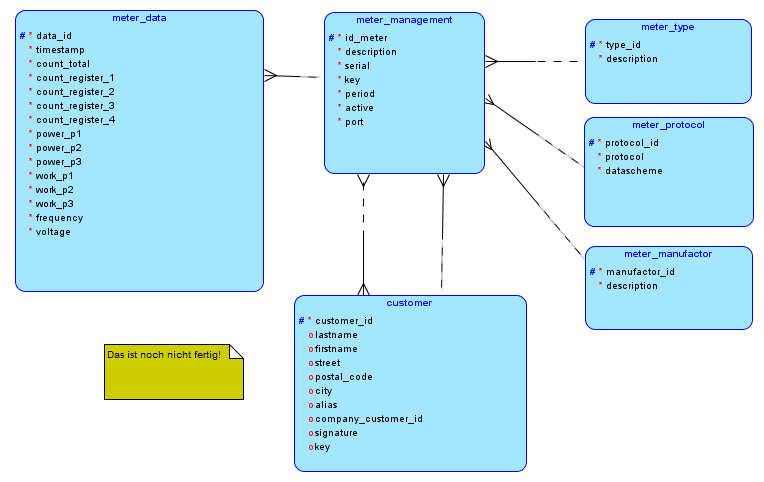 meter_data
# * data_id
* timestamp
* count_total
* count_register_1
* count_register_2
* count_register_3
* count_register_4
* power_p1
* power_p2
* power_p3
* work_p1
* work_p2
* work_p3
* frequency
* voltage
meter_management
# * id_meter
* description
* serial
* key
* period
* active
* port
meter_type
# * type_id
* description
meter_protocol
# * protocol_id
* protocol
* datascheme
meter_manufactor
# * manufactor_id
* description
customer
# * customer_id
o lastname
o firstname
o street
o postal_code
o city
o alias
o company_customer_id
o signature
o key
Das ist noch nicht fertig!